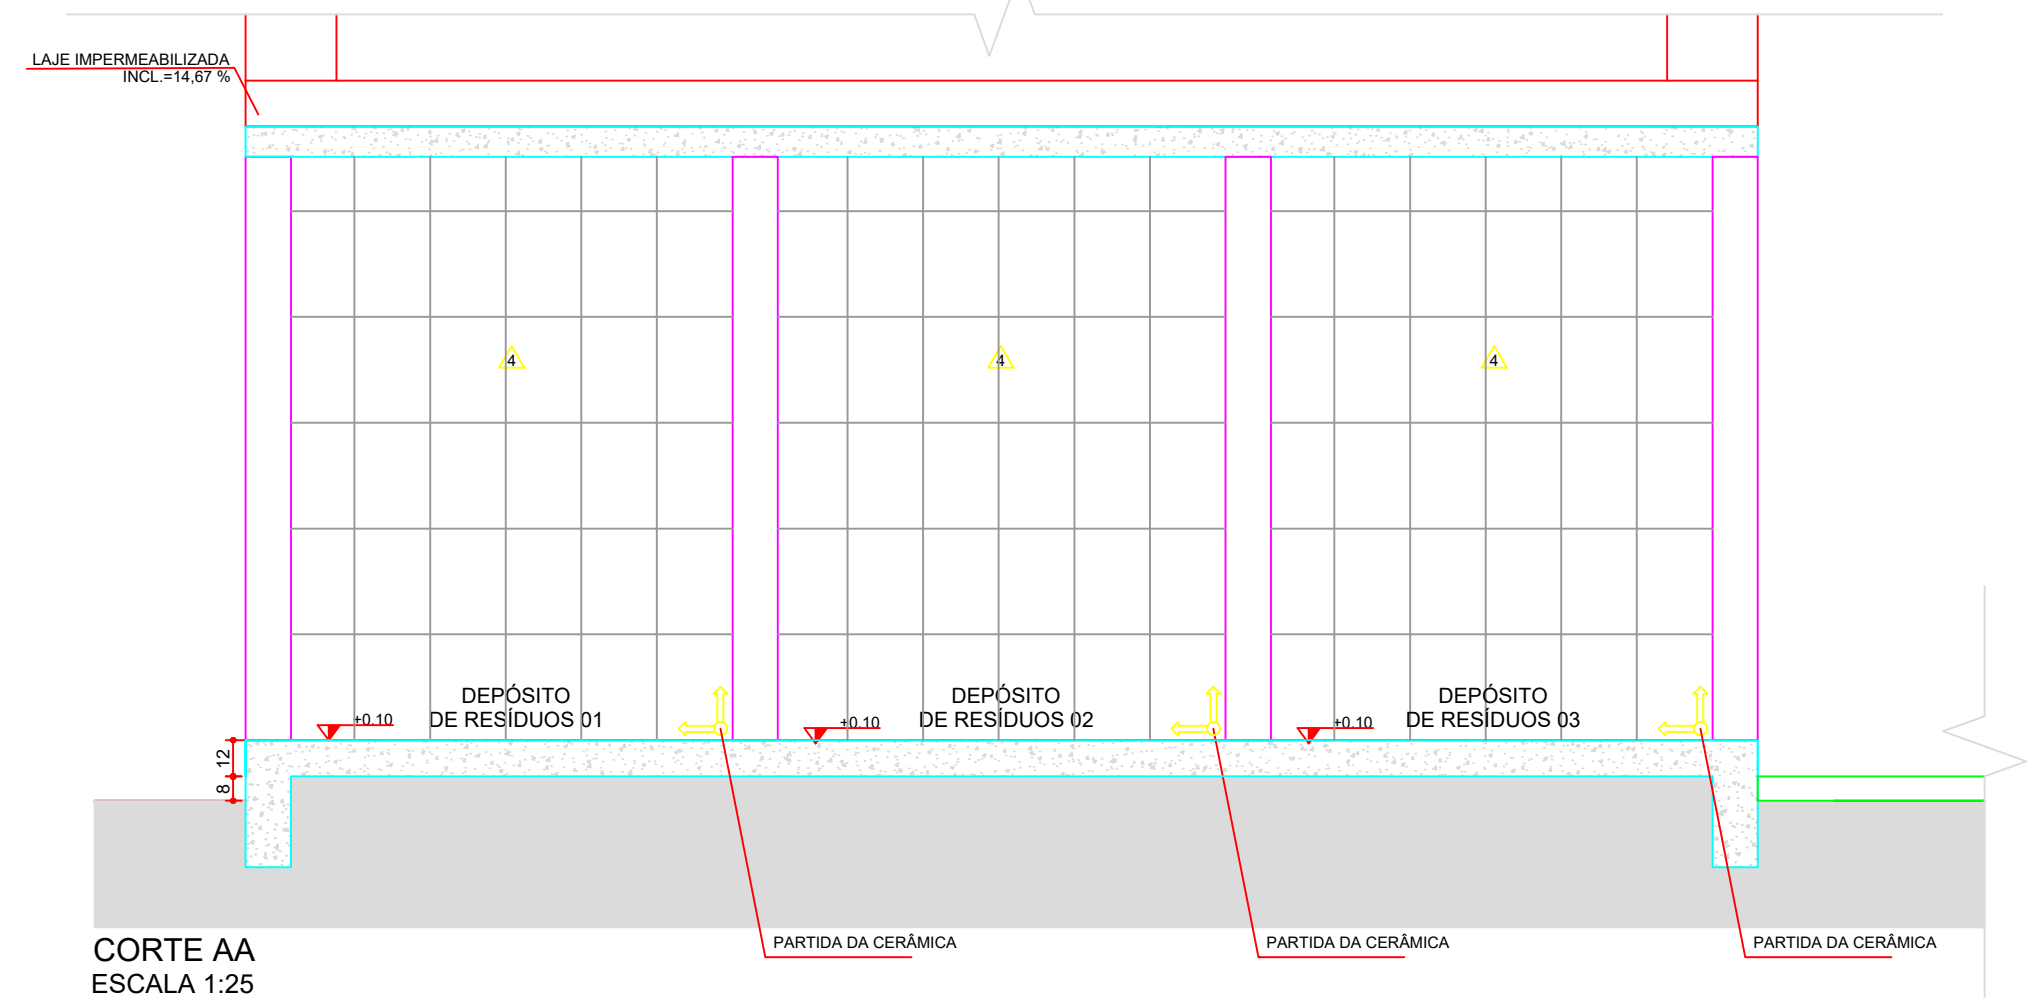 LAJE IMPERMEABILIZADA
INCL.=14,67 %
4
4
4
DEPÓSITO
DE RESÍDUOS 01
DEPÓSITO
DE RESÍDUOS 02
DEPÓSITO
DE RESÍDUOS 03
+0,10
+0,10
+0,10
12
8
PARTIDA DA CERÂMICA
PARTIDA DA CERÂMICA
PARTIDA DA CERÂMICA
CORTE AA
ESCALA 1:25